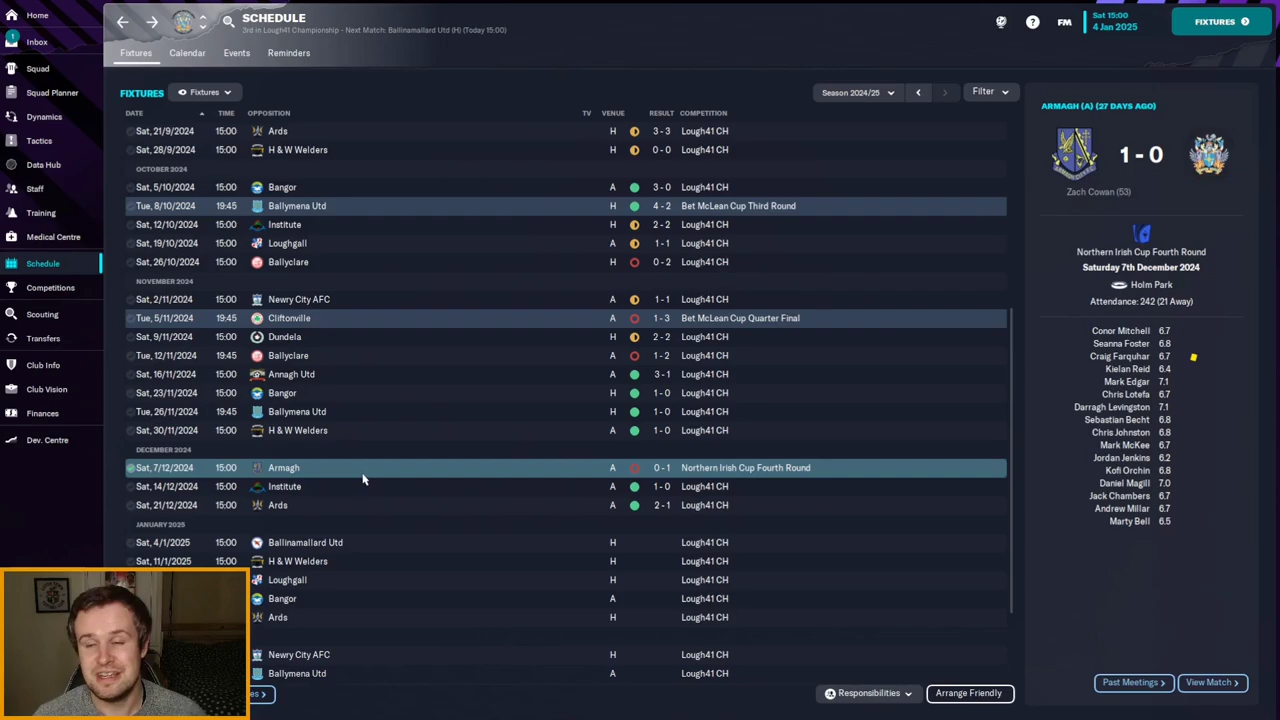 Home
SCHEDULE
3rd in Lough41 Championship - Next Match: Ballinamallard Utd (H) (Today 15:00)
FM
Sat 15:00
4 Jan 2025
FIXTURES
1
Inbox
Squad
Squad Planner
Dynamics
Tactics
Data Hub
Staff
Training
Medical Centre
Schedule
Competitions
Scouting
Transfers
Club Info
Club Vision
Finances
Dev. Centre
Fixtures Calendar Events Reminders
FIXTURES Fixtures Season 2024/25 Filter
DATE TIME OPPOSITION TV VENUE RESULT COMPETITION
Sat, 21/9/2024 15:00 Ards H 3 - 3 Lough41 CH
Sat, 28/9/2024 15:00 H & W Welders H 0 - 0 Lough41 CH
OCTOBER 2024
Sat, 5/10/2024 15:00 Bangor A 3 - 0 Lough41 CH
Tue, 8/10/2024 19:45 Ballymena Utd H 4 - 2 Bet McLean Cup Third Round
Sat, 12/10/2024 15:00 Institute H 2 - 2 Lough41 CH
Sat, 19/10/2024 15:00 Loughgall A 1 - 1 Lough41 CH
Sat, 26/10/2024 15:00 Ballyclare H 0 - 2 Lough41 CH
NOVEMBER 2024
Sat, 2/11/2024 15:00 Newry City AFC A 1 - 1 Lough41 CH
Tue, 5/11/2024 19:45 Cliftonville A 1 - 3 Bet McLean Cup Quarter Final
Sat, 9/11/2024 15:00 Dundela H 2 - 2 Lough41 CH
Tue, 12/11/2024 19:45 Ballyclare A 1 - 2 Lough41 CH
Sat, 16/11/2024 15:00 Annagh Utd A 3 - 1 Lough41 CH
Sat, 23/11/2024 15:00 Bangor H 1 - 0 Lough41 CH
Tue, 26/11/2024 19:45 Ballymena Utd H 1 - 0 Lough41 CH
Sat, 30/11/2024 15:00 H & W Welders A 1 - 0 Lough41 CH
DECEMBER 2024
Sat, 7/12/2024 15:00 Armagh A 0 - 1 Northern Irish Cup Fourth Round
Sat, 14/12/2024 15:00 Institute A 1 - 0 Lough41 CH
Sat, 21/12/2024 15:00 Ards A 2 - 1 Lough41 CH
JANUARY 2025
Sat, 4/1/2025 15:00 Ballinamallard Utd H Lough41 CH
Sat, 11/1/2025 15:00 H & W Welders H Lough41 CH
Loughgall H Lough41 CH
Bangor A Lough41 CH
Ards H Lough41 CH
Newry City AFC H Lough41 CH
Ballymena Utd A Lough41 CH
Responsibilities Arrange Friendly
ARMAGH (A) (27 DAYS AGO)
1 - 0
Zach Cowan (53)
Northern Irish Cup Fourth Round
Saturday 7th December 2024
Holm Park
Attendance: 242 (21 Away)
Conor Mitchell 6.7
Seanna Foster 6.8
Craig Farquhar 6.7
Kielan Reid 6.4
Mark Edgar 7.1
Chris Lotefa 6.7
Darragh Levingston 7.1
Sebastian Becht 6.8
Chris Johnston 6.8
Mark McKee 6.7
Jordan Jenkins 6.2
Kofi Orchin 6.8
Daniel Magill 7.0
Jack Chambers 6.7
Andrew Millar 6.7
Marty Bell 6.5
Past Meetings View Match